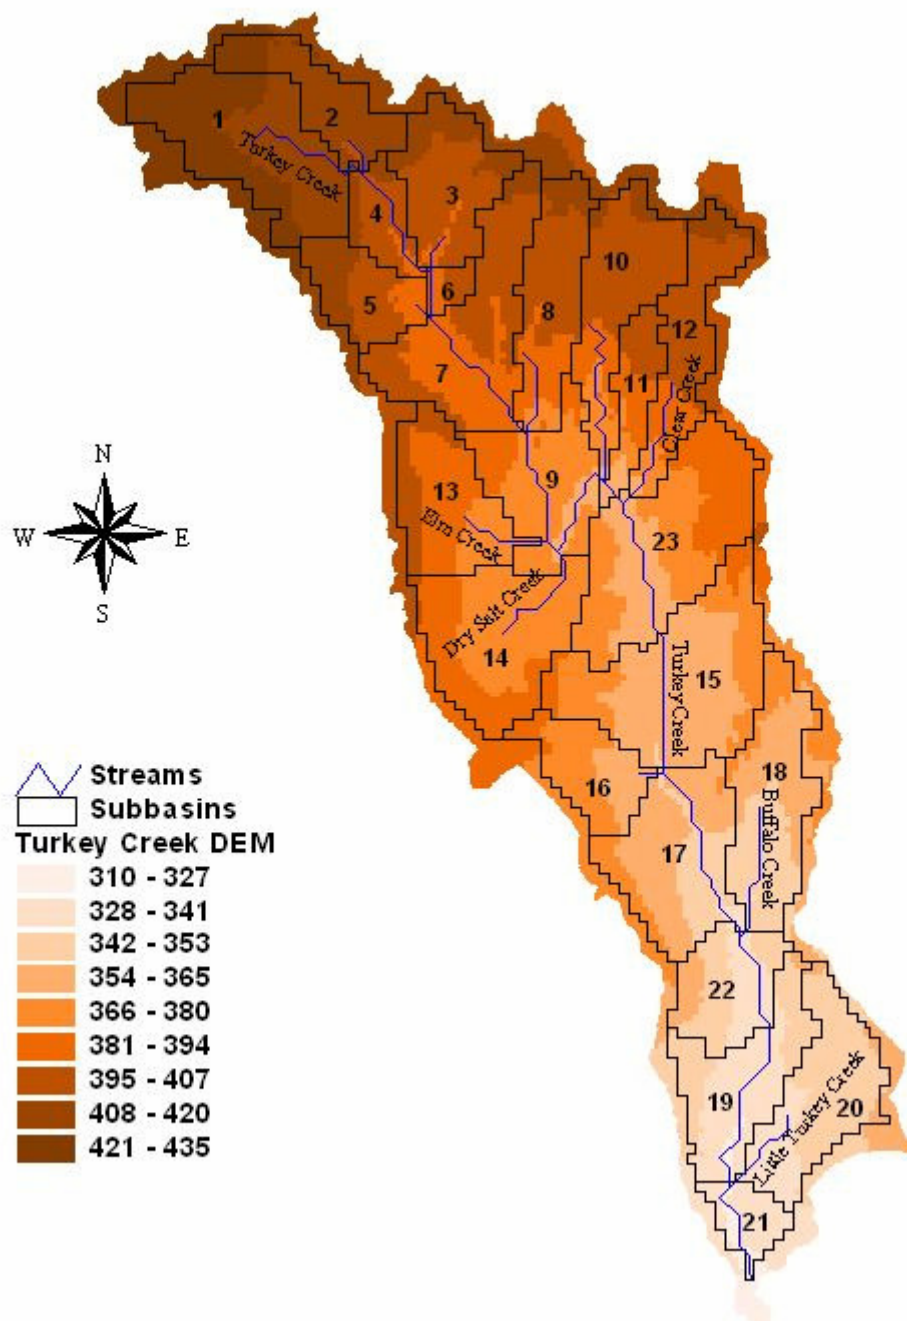 1
2
Turkey Creek
3
4
10
5
6
8
12
7
11
Clear Creek
N
13
9
W
E
Elm Creek
23
S
Dry Salt Creek
14
Turkey Creek
15
Streams
18
Subbasins
16
Buffalo Creek
Turkey Creek DEM
17
310 - 327
328 - 341
342 - 353
354 - 365
22
366 - 380
381 - 394
395 - 407
19
20
Little Turkey Creek
408 - 420
421 - 435
21